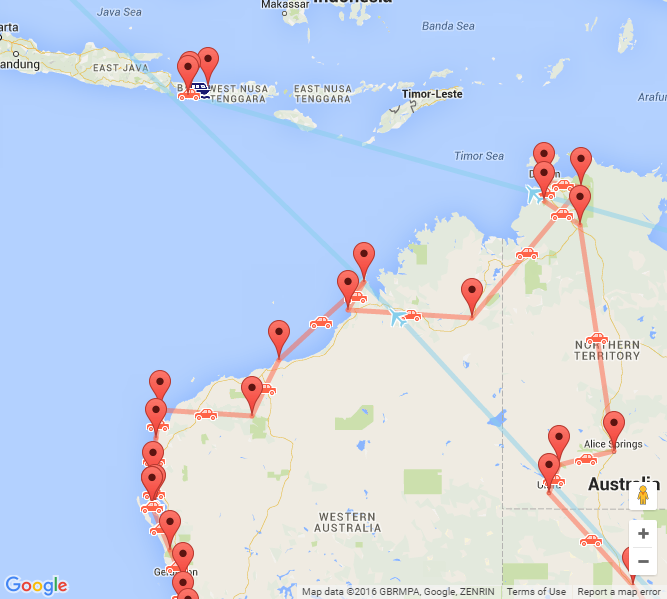 Makassar
Indonesia
Java Sea
Banda Sea
arta
andung
EAST JAVA
WEST NUSA
TENGGARA
EAST NUSA
TENGGARA
Timor-Leste
Arafu
Timor Sea
NORTHERN
TERRITORY
Alice Springs
Australia
WESTERN
AUSTRALIA
Google
Map data ©2016 GBRMPA, Google, ZENRIN
Terms of Use
Report a map error